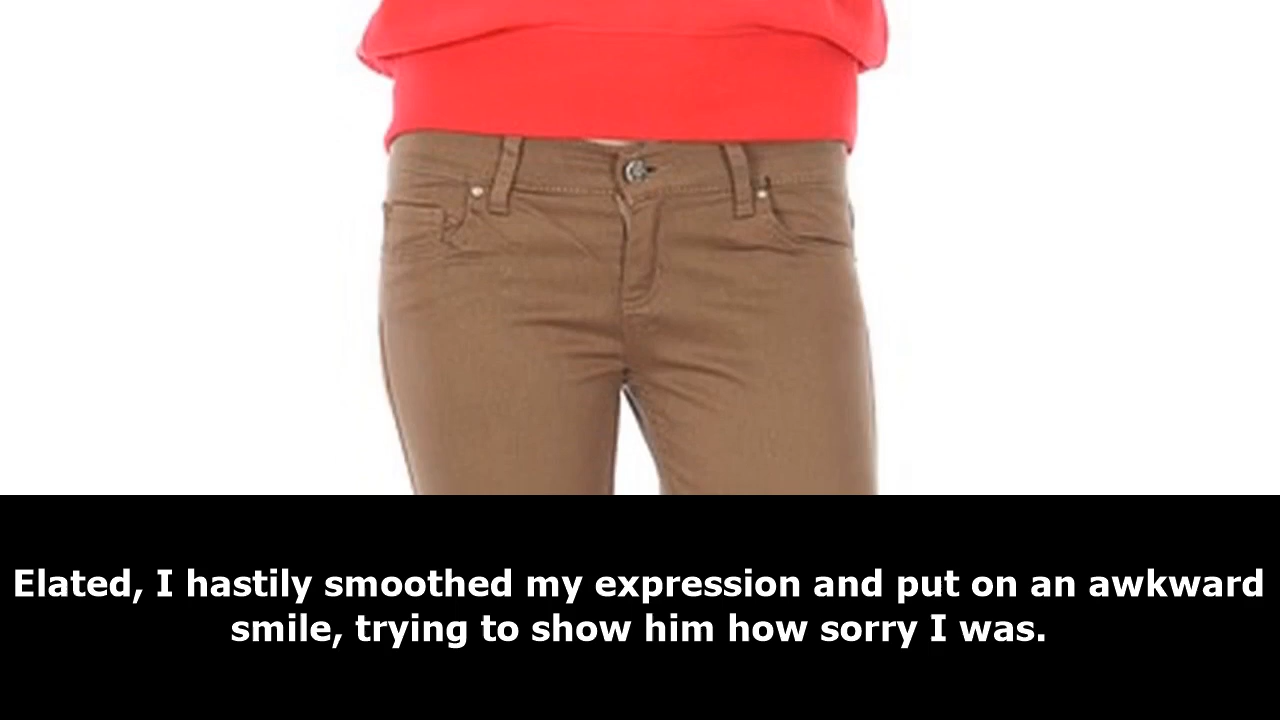 Elated, I hastily smoothed my expression and put on an awkward
smile, trying to show him how sorry I was.